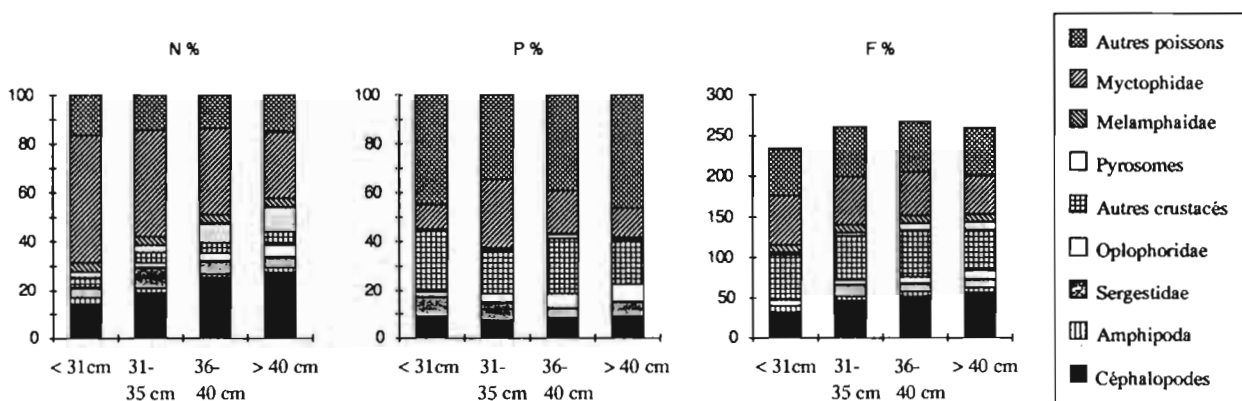 N %
100
80
60
40
20
0
< 31cm
31-
35 cm
36-
40 cm
> 40 cm
P %
100
80
60
40
20
0
< 31cm
31-
35 cm
36-
40 cm
> 40 cm
F %
300
250
200
150
100
50
0
< 31cm
31-
35 cm
36-
40 cm
> 40 cm
Autres poissons
Myctophidae
Melamphaidae
Pyrosomes
Autres crustacés
Oplophoridae
Sergestidae
Amphipoda
Céphalopodes